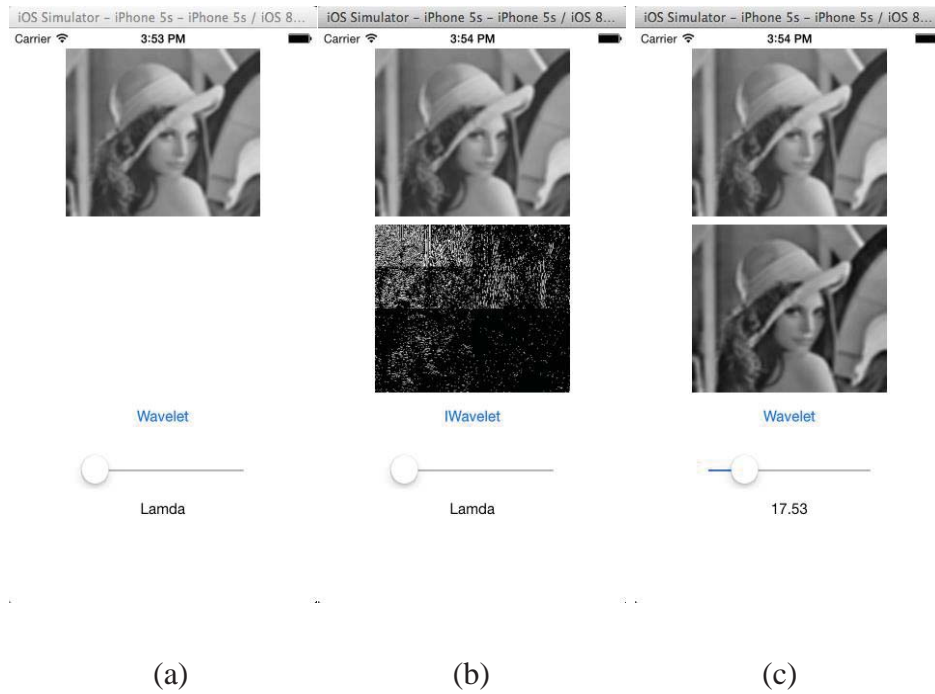 iOS Simulator – iPhone 5s – iPhone 5s / iOS 8...
Carrier 3:53 PM
Wavelet
Lamda
(a)
iOS Simulator – iPhone 5s – iPhone 5s / iOS 8...
Carrier 3:54 PM
IWavelet
Lamda
(b)
iOS Simulator – iPhone 5s – iPhone 5s / iOS 8...
Carrier 3:54 PM
Wavelet
17.53
(c)